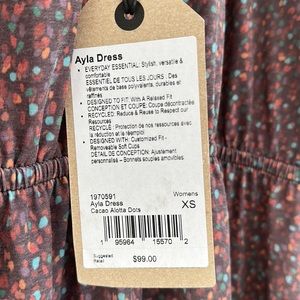 Ayla Dress
• EVERYDAY ESSENTIAL: Stylish, versatile &
comfortable
ESSENTIEL DE TOUS LES JOURS : Des
vêtements de base polyvalents, durables et
raffinés
• DESIGNED TO FIT: With A Relaxed Fit
CONCEPTION ET COUPE: Coupe décontractée
• RECYCLED: Reduce & Reuse to Respect our
Resources
RECYCLÉ : Protection de nos ressources avec
la réduction et le réemploi
• DESIGNED WITH: Customized Fit -
Removeable Soft Cups
DÉTAIL DE CONCEPTION: Ajustement
personnalisé – Bonnets souples amovibles
1970591
Womens
Ayla Dress
XS
Cacao Alotta Dots
1 95984 15570 2
Suggested
Retail
$99.00